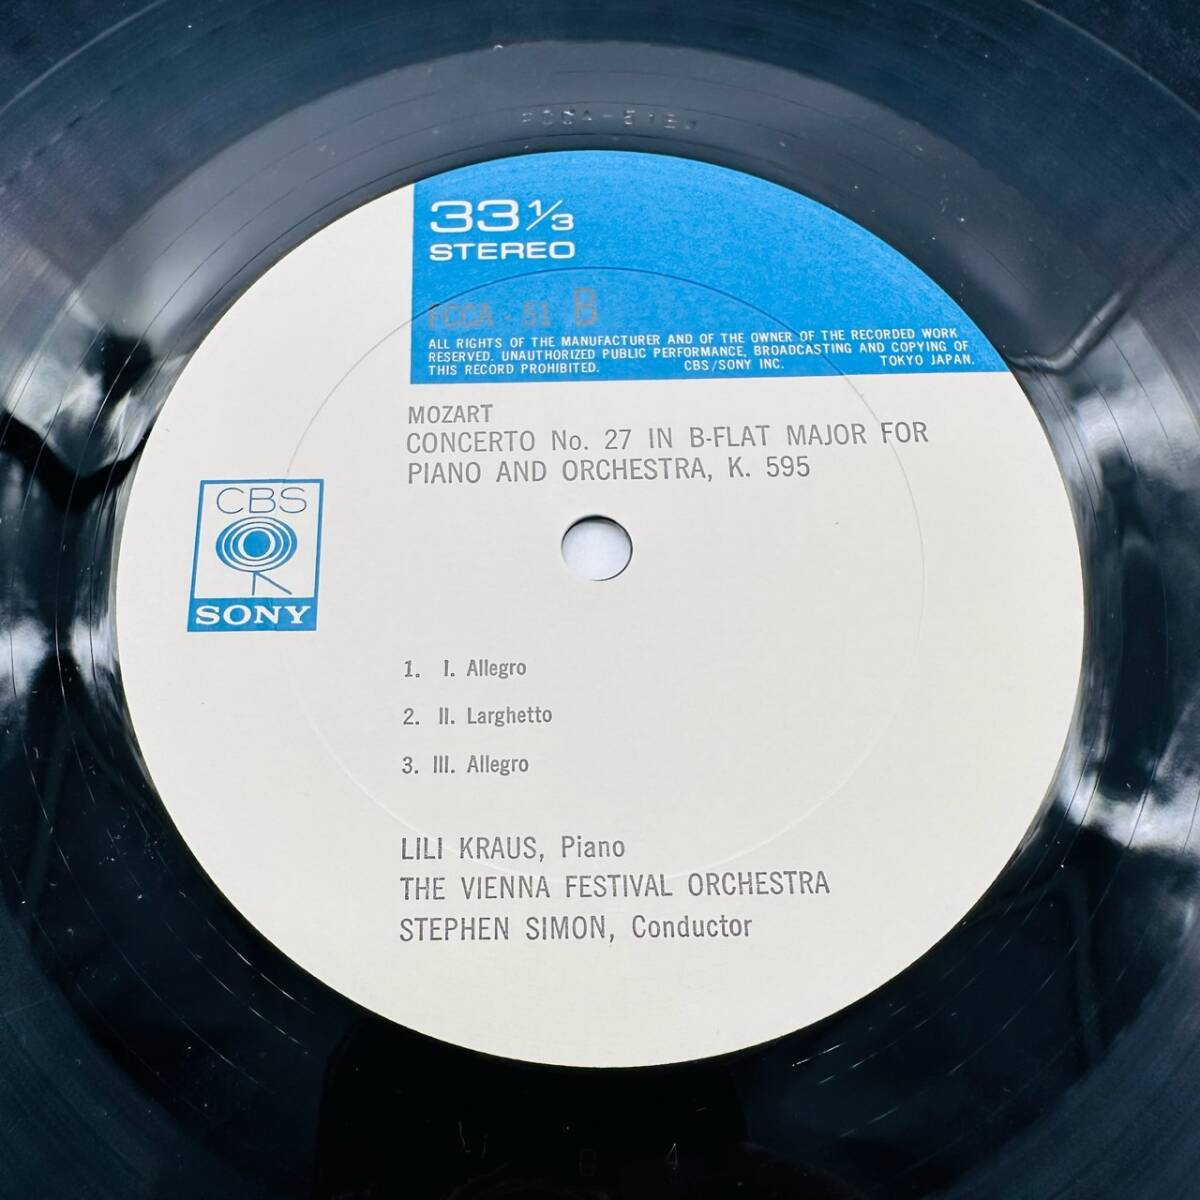 33 1/3
STEREO
FCCA - 51 B
ALL RIGHTS OF THE MANUFACTURER AND OF THE OWNER OF THE RECORDED WORK
RESERVED. UNAUTHORIZED PUBLIC PERFORMANCE, BROADCASTING AND COPYING OF
THIS RECORD PROHIBITED. CBS/SONY INC. TOKYO JAPAN.
MOZART
CONCERTO No. 27 IN B-FLAT MAJOR FOR
PIANO AND ORCHESTRA, K. 595
CBS
SONY
1. I. Allegro
2. II. Larghetto
3. III. Allegro
LILI KRAUS, Piano
THE VIENNA FESTIVAL ORCHESTRA
STEPHEN SIMON, Conductor